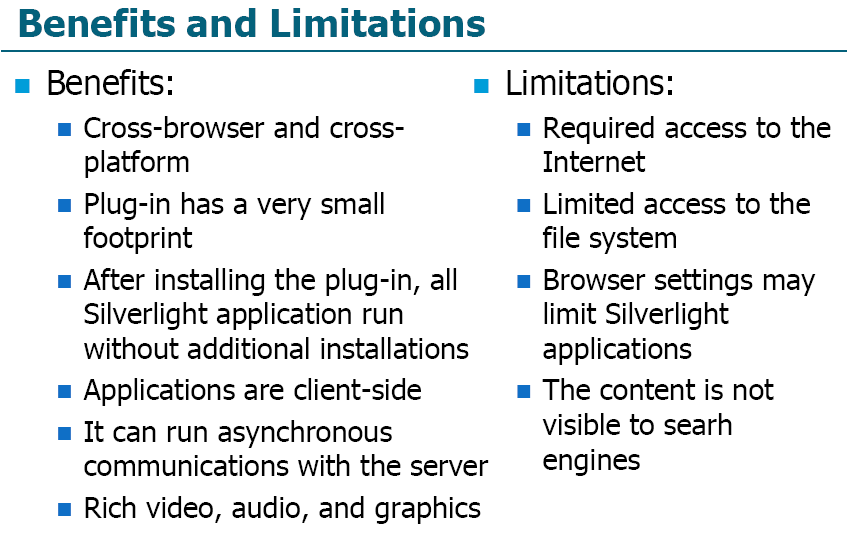 Benefits and Limitations
Benefits:
Cross-browser and cross-
platform
Plug-in has a very small
footprint
After installing the plug-in, all
Silverlight application run
without additional installations
Applications are client-side
It can run asynchronous
communications with the server
Rich video, audio, and graphics
Limitations:
Required access to the
Internet
Limited access to the
file system
Browser settings may
limit Silverlight
applications
The content is not
visible to searh
engines